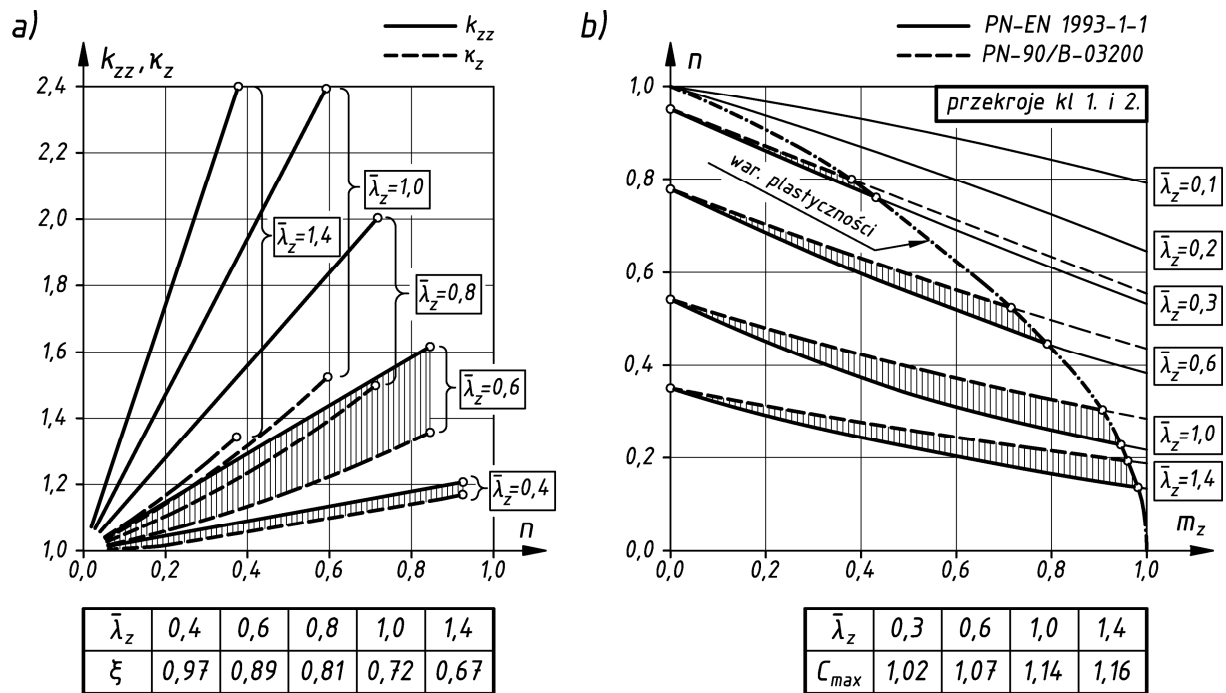 a)
k_zz, κ_z
k_zz
κ_z
2,4
2,2
2,0
1,8
1,6
1,4
1,2
1,0
0,0
0,2
0,4
0,6
0,8
1,0
n
λ̄_z=1,0
λ̄_z=1,4
λ̄_z=0,8
λ̄_z=0,6
λ̄_z=0,4
λ̄_z 0,4 0,6 0,8 1,0 1,4
ξ 0,97 0,89 0,81 0,72 0,67
b)
n
PN-EN 1993-1-1
PN-90/B-03200
przekroje kl 1. i 2.
war. plastyczności
1,0
0,8
0,6
0,4
0,2
0,0
0,0
0,2
0,4
0,6
0,8
1,0
m_z
λ̄_z=0,1
λ̄_z=0,2
λ̄_z=0,3
λ̄_z=0,6
λ̄_z=1,0
λ̄_z=1,4
λ̄_z 0,3 0,6 1,0 1,4
C_max 1,02 1,07 1,14 1,16